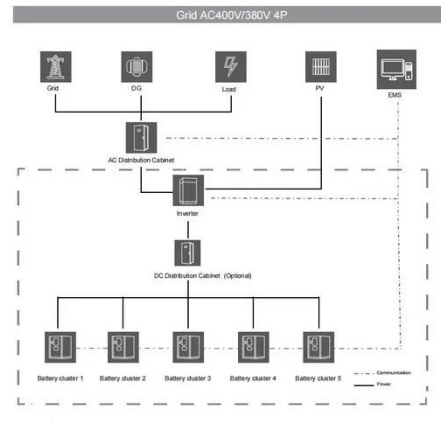 Grid AC400V/380V 4P
Grid
DG
Load
PV
EMS
AC Distribution Cabinet
Inverter
DC Distribution Cabinet (Optional)
Battery cluster 1
Battery cluster 2
Battery cluster 3
Battery cluster 4
Battery cluster 5
Communication
Power